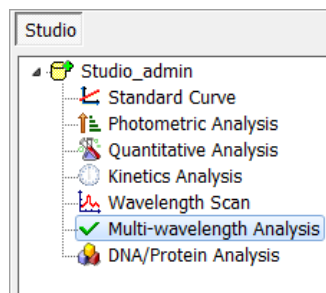 Studio
Studio_admin
Standard Curve
Photometric Analysis
Quantitative Analysis
Kinetics Analysis
Wavelength Scan
Multi-wavelength Analysis
DNA/Protein Analysis